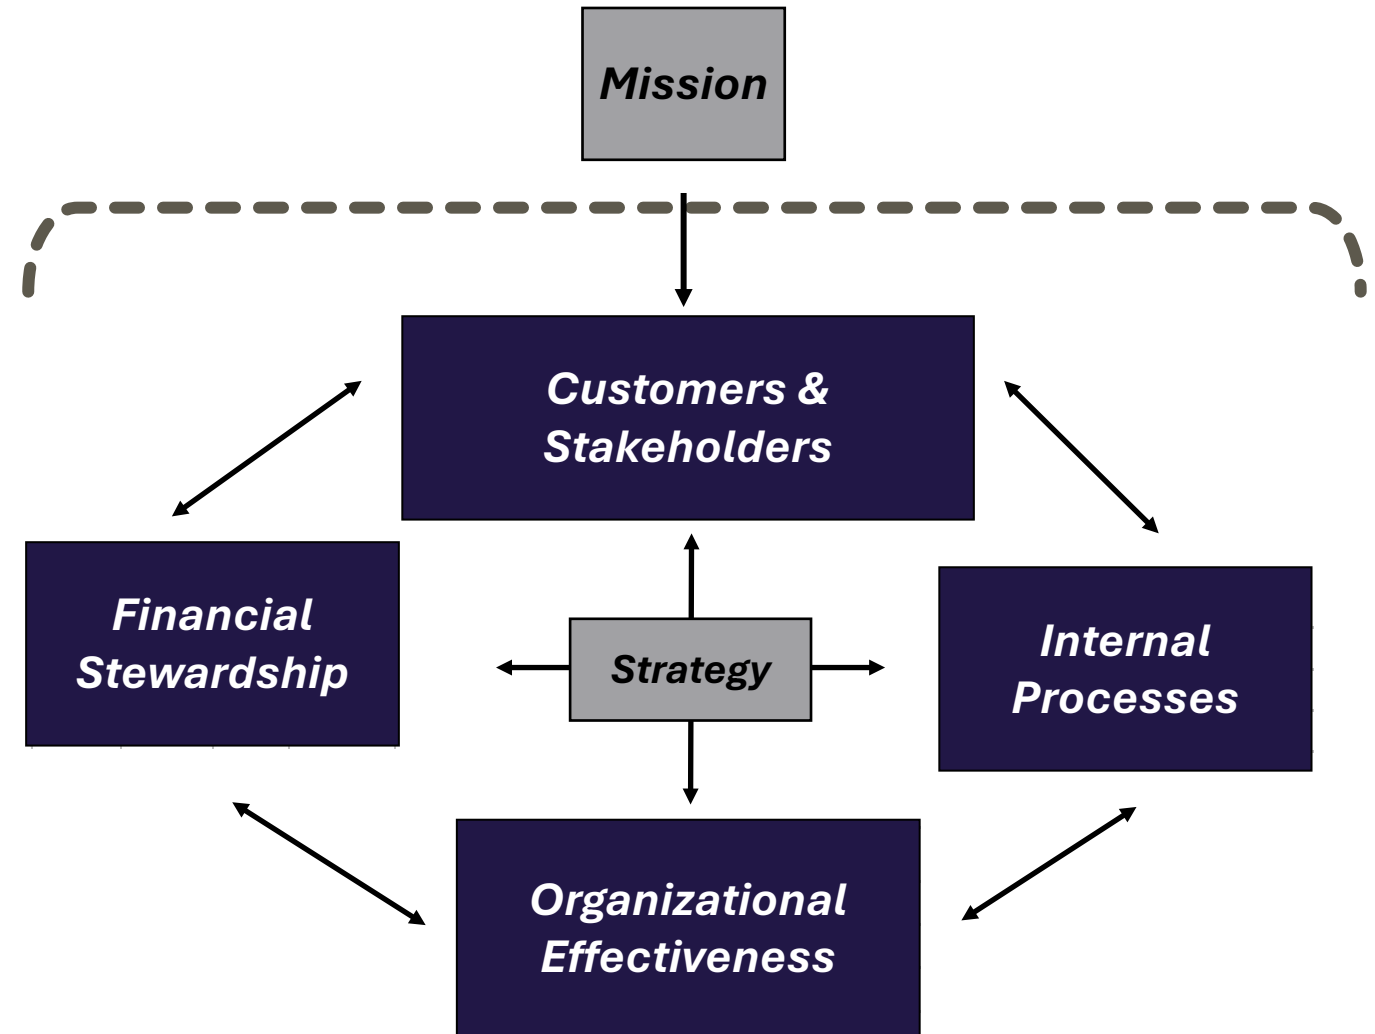 Mission
Customers &
Stakeholders
Financial
Stewardship
Strategy
Internal
Processes
Organizational
Effectiveness